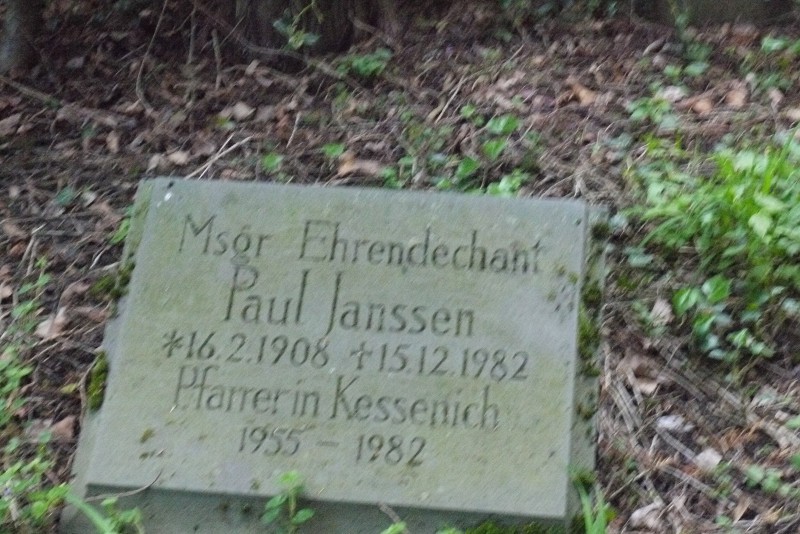 Msgr Ehrendechant
Paul Janssen
*16.2.1908 †15.12.1982
Pfarrer in Kessenich
1955 – 1982